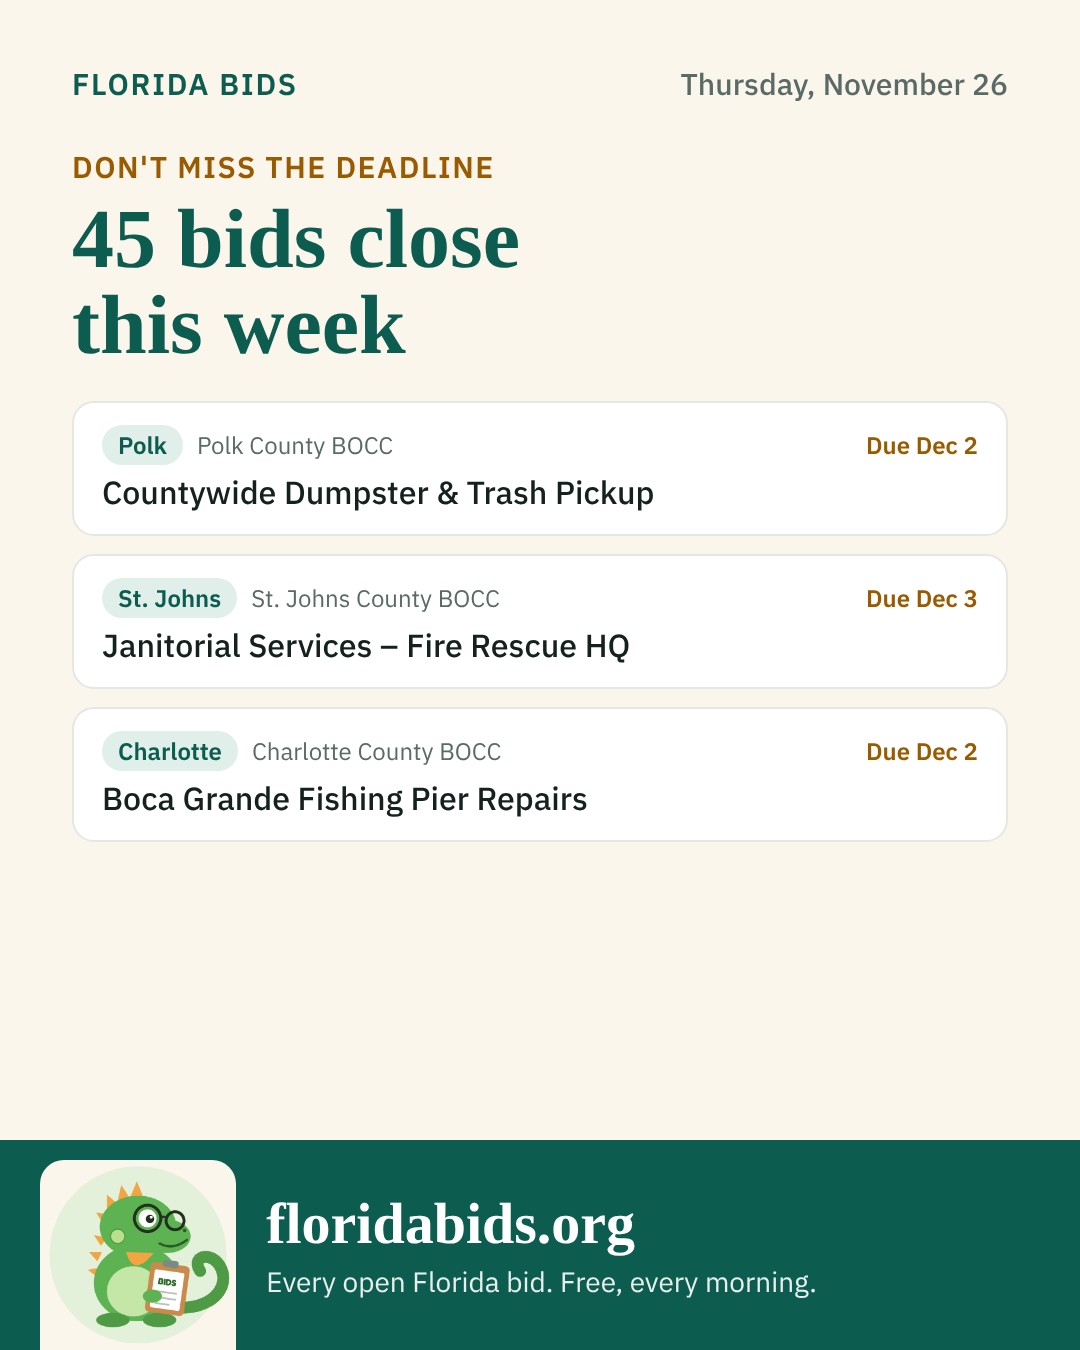 FLORIDA BIDS
Thursday, November 26
DON'T MISS THE DEADLINE
45 bids close
this week
Polk Polk County BOCC Due Dec 2
Countywide Dumpster & Trash Pickup
St. Johns St. Johns County BOCC Due Dec 3
Janitorial Services – Fire Rescue HQ
Charlotte Charlotte County BOCC Due Dec 2
Boca Grande Fishing Pier Repairs
BIDS
floridabids.org
Every open Florida bid. Free, every morning.